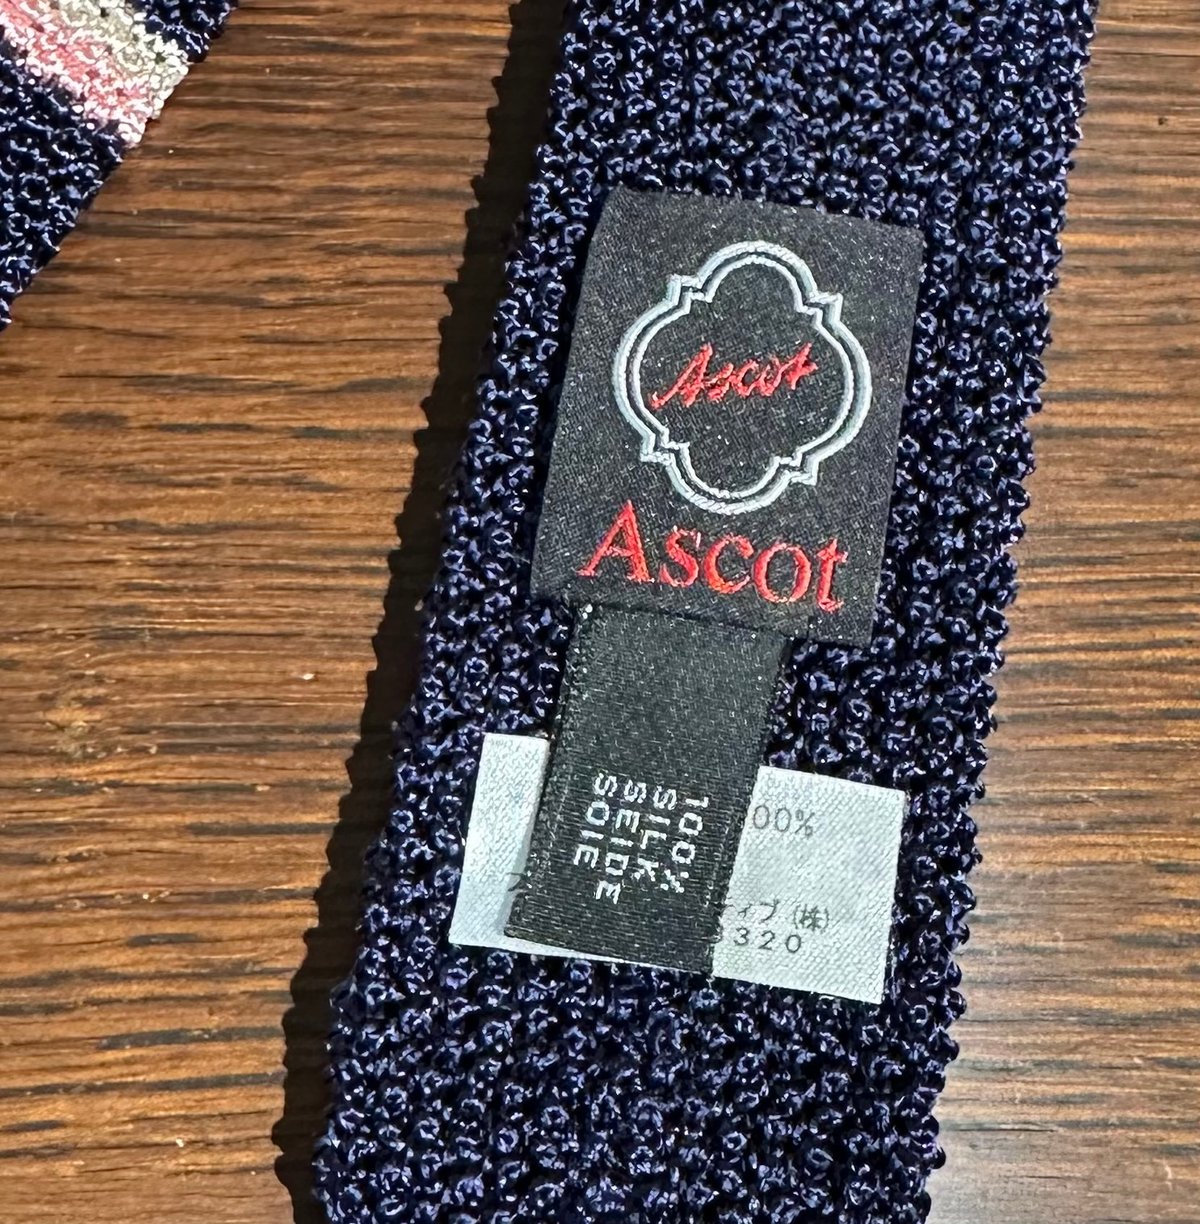 Ascot
Ascot
100%
SILK
SEIDE
SOIE
00%
ィブ (株)
320